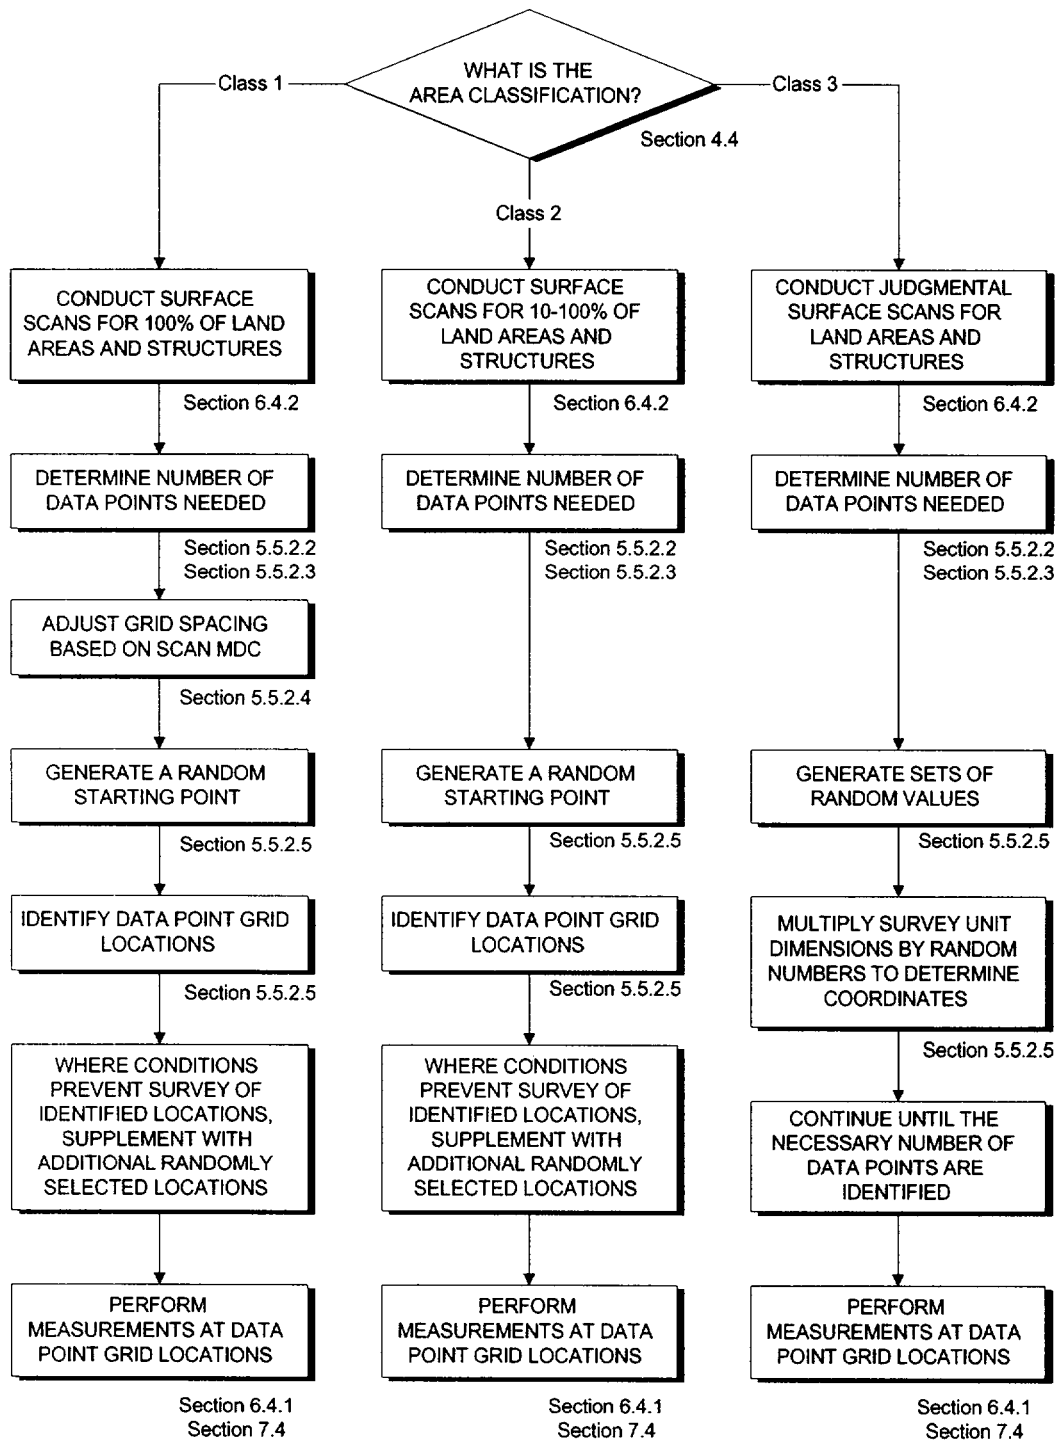 WHAT IS THE
AREA CLASSIFICATION?
Section 4.4
Class 1
Class 2
Class 3
CONDUCT SURFACE
SCANS FOR 100% OF LAND
AREAS AND STRUCTURES
Section 6.4.2
DETERMINE NUMBER OF
DATA POINTS NEEDED
Section 5.5.2.2
Section 5.5.2.3
ADJUST GRID SPACING
BASED ON SCAN MDC
Section 5.5.2.4
GENERATE A RANDOM
STARTING POINT
Section 5.5.2.5
IDENTIFY DATA POINT GRID
LOCATIONS
Section 5.5.2.5
WHERE CONDITIONS
PREVENT SURVEY OF
IDENTIFIED LOCATIONS,
SUPPLEMENT WITH
ADDITIONAL RANDOMLY
SELECTED LOCATIONS
PERFORM
MEASUREMENTS AT DATA
POINT GRID LOCATIONS
Section 6.4.1
Section 7.4
CONDUCT SURFACE
SCANS FOR 10-100% OF
LAND AREAS AND
STRUCTURES
Section 6.4.2
DETERMINE NUMBER OF
DATA POINTS NEEDED
Section 5.5.2.2
Section 5.5.2.3
GENERATE A RANDOM
STARTING POINT
Section 5.5.2.5
IDENTIFY DATA POINT GRID
LOCATIONS
Section 5.5.2.5
WHERE CONDITIONS
PREVENT SURVEY OF
IDENTIFIED LOCATIONS,
SUPPLEMENT WITH
ADDITIONAL RANDOMLY
SELECTED LOCATIONS
PERFORM
MEASUREMENTS AT DATA
POINT GRID LOCATIONS
Section 6.4.1
Section 7.4
CONDUCT JUDGMENTAL
SURFACE SCANS FOR
LAND AREAS AND
STRUCTURES
Section 6.4.2
DETERMINE NUMBER OF
DATA POINTS NEEDED
Section 5.5.2.2
Section 5.5.2.3
GENERATE SETS OF
RANDOM VALUES
Section 5.5.2.5
MULTIPLY SURVEY UNIT
DIMENSIONS BY RANDOM
NUMBERS TO DETERMINE
COORDINATES
Section 5.5.2.5
CONTINUE UNTIL THE
NECESSARY NUMBER OF
DATA POINTS ARE
IDENTIFIED
PERFORM
MEASUREMENTS AT DATA
POINT GRID LOCATIONS
Section 6.4.1
Section 7.4